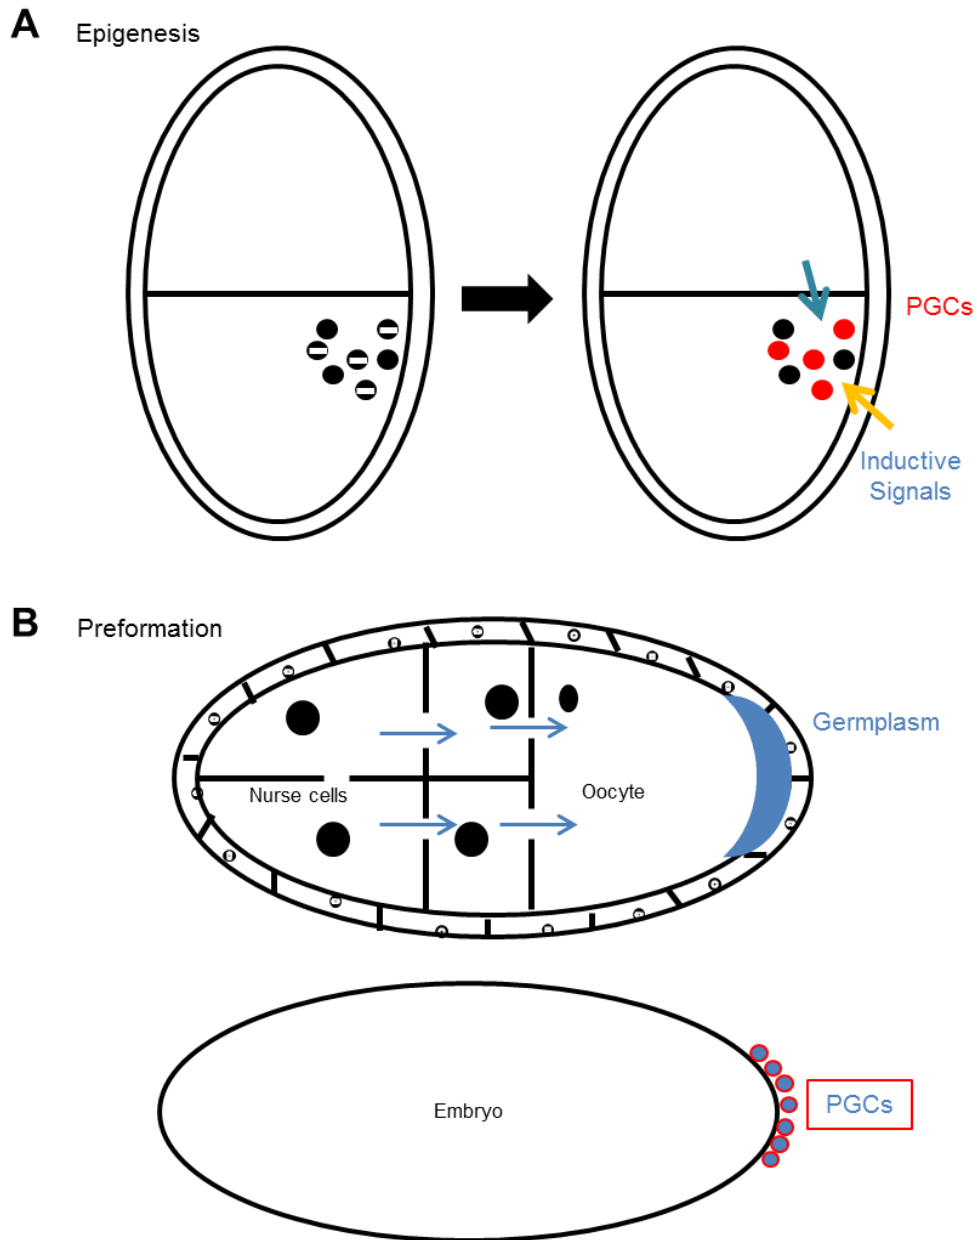 A
Epigenesis
PGCs
Inductive
Signals
B
Preformation
Germplasm
Nurse cells
Oocyte
Embryo
PGCs